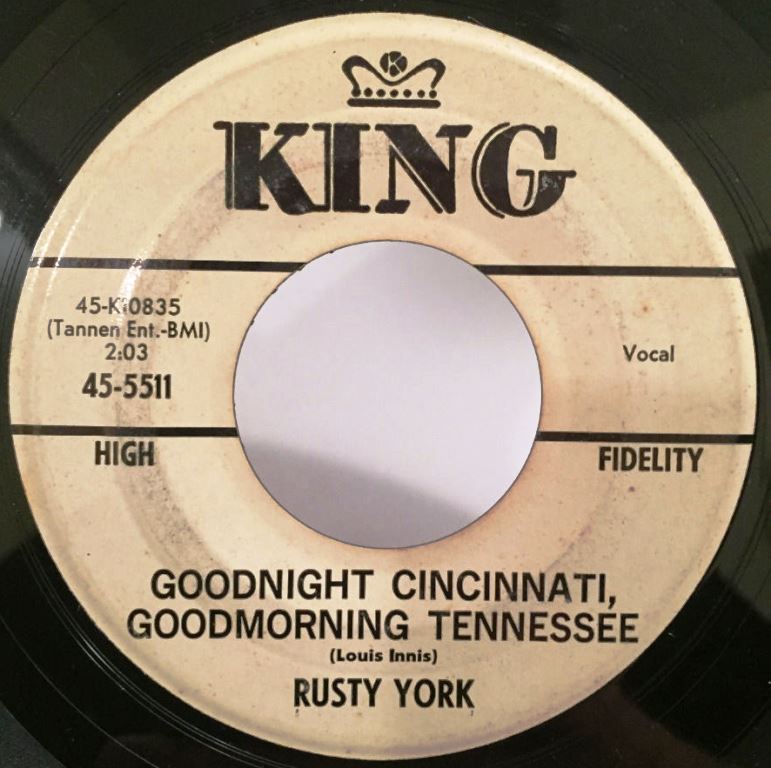 K
KING
45-K10835
(Tannen Ent.-BMI)
2:03
45-5511
Vocal
HIGH
FIDELITY
GOODNIGHT CINCINNATI,
GOODMORNING TENNESSEE
(Louis Innis)
RUSTY YORK